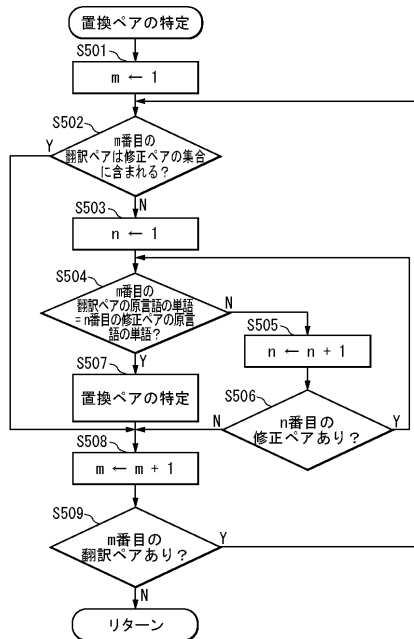 置換ペアの特定
S501
m ← 1
S502
m番目の
翻訳ペアは修正ペアの集合
に含まれる?
Y
N
S503
n ← 1
S504
m番目の
翻訳ペアの原言語の単語
= n番目の修正ペアの原言
語の単語?
N
Y
S505
n ← n + 1
S506
n番目の
修正ペアあり?
N
Y
S507
置換ペアの特定
S508
m ← m + 1
S509
m番目の
翻訳ペアあり?
Y
N
リターン